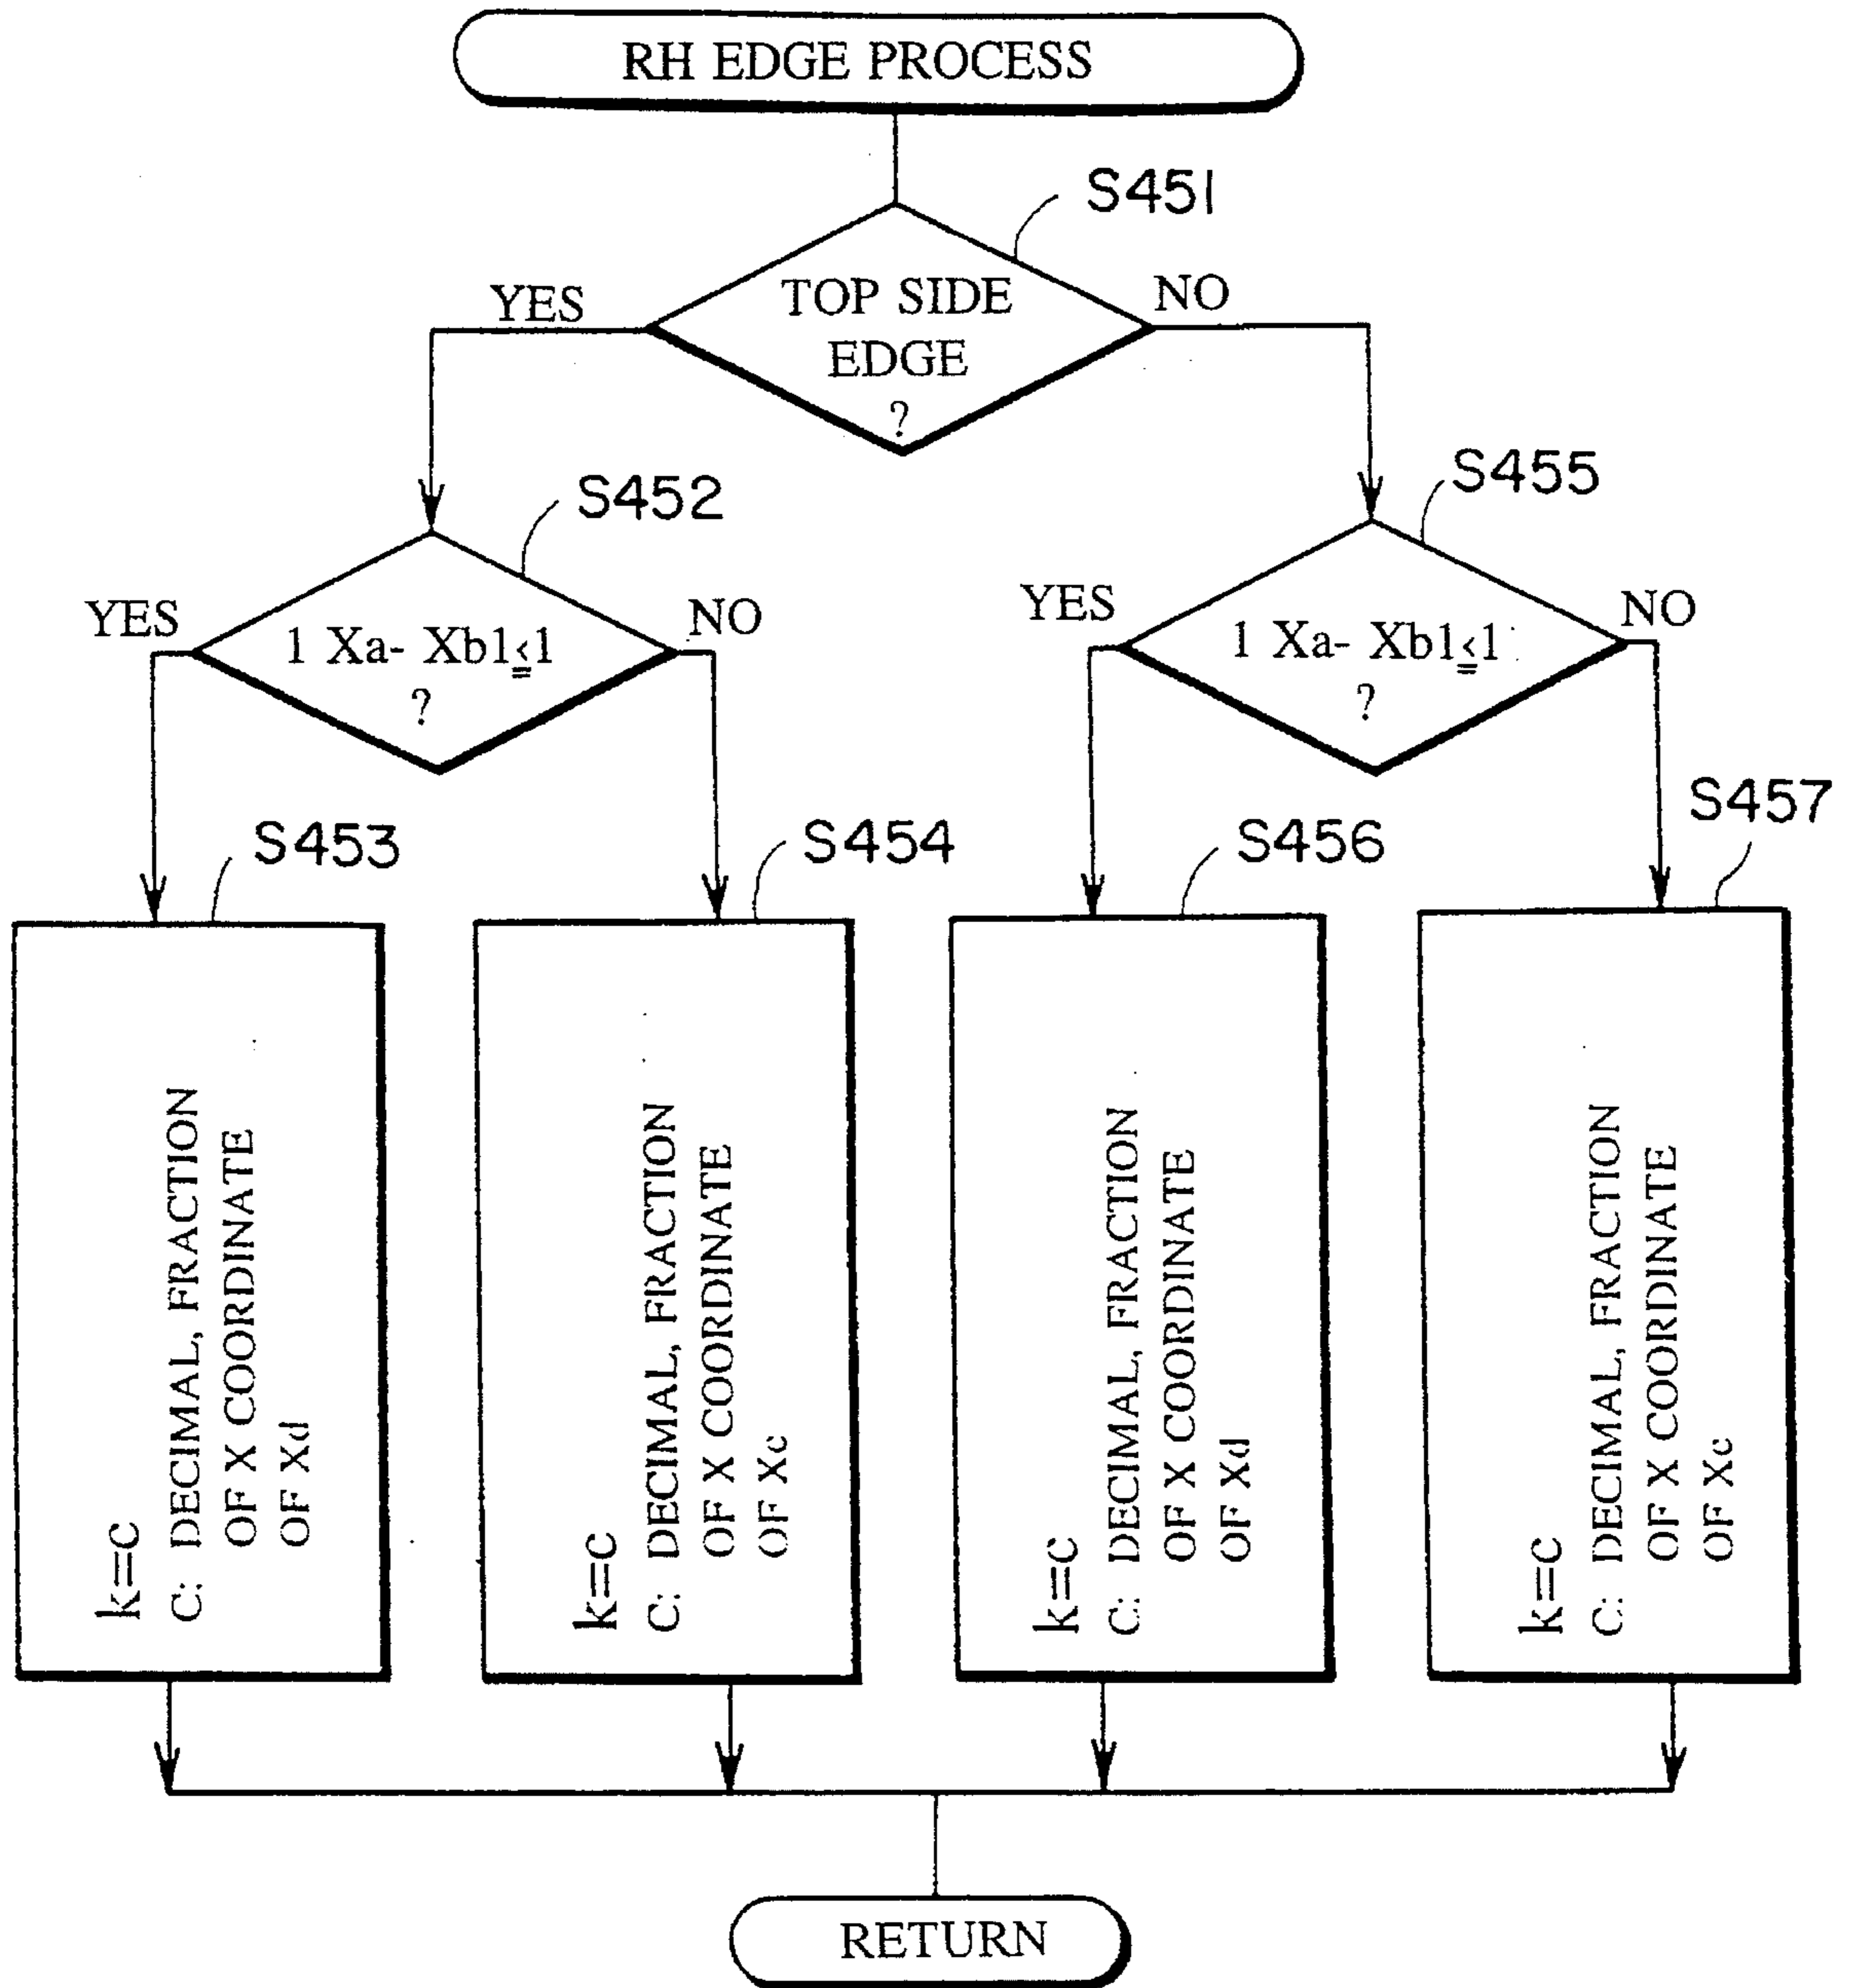 RH EDGE PROCESS
S451
YES
TOP SIDE
EDGE
?
NO
S452
YES
1 Xa- Xb1≦1
?
NO
S455
YES
1 Xa- Xb1≦1
?
NO
S453
k=c
C: DECIMAL, FRACTION
OF X COORDINATE
OF Xd
S454
k=c
C: DECIMAL, FRACTION
OF X COORDINATE
OF Xc
S456
k=c
C: DECIMAL, FRACTION
OF X COORDINATE
OF Xd
S457
k=c
C: DECIMAL, FRACTION
OF X COORDINATE
OF Xc
RETURN